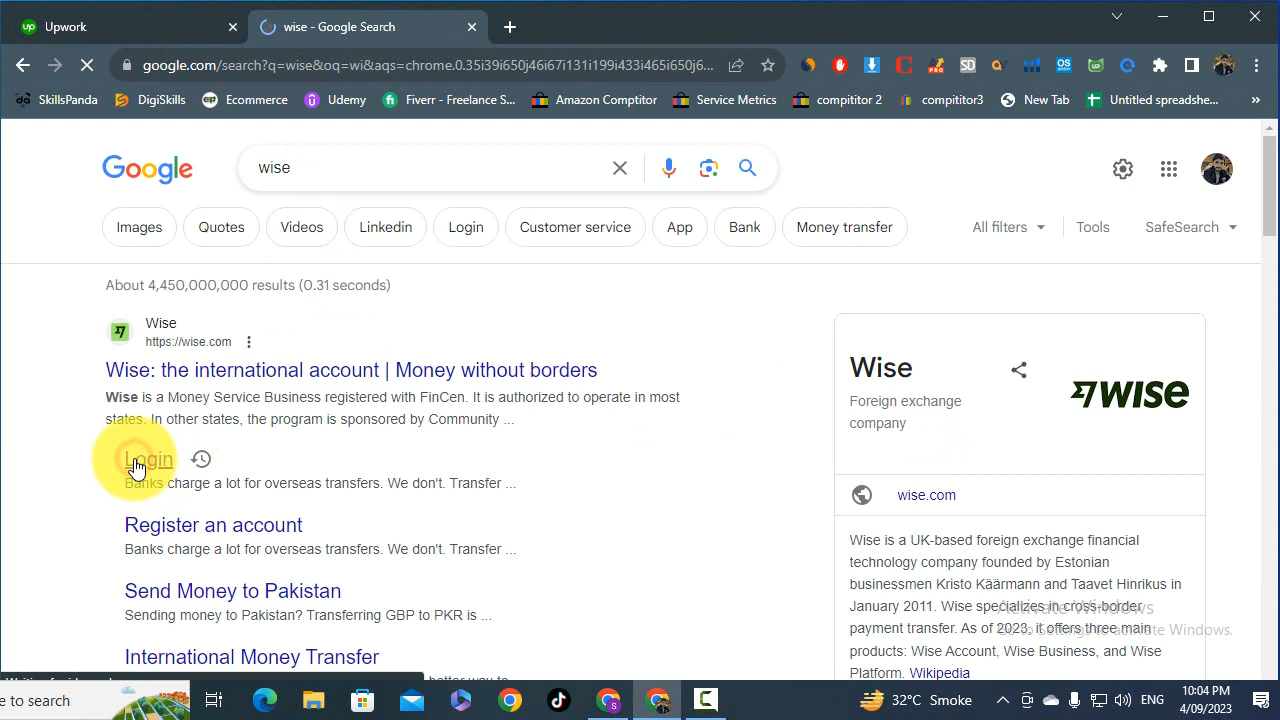 Upwork
wise - Google Search
google.com/search?q=wise&oq=wi&aqs=chrome.0.35i39i650j46i67i131i199i433i465i650j6...
SkillsPanda
DigiSkills
Ecommerce
Udemy
Fiverr - Freelance S...
Amazon Comptitor
Service Metrics
compititor 2
compititor3
New Tab
Untitled spreadshe...
Google
wise
Images
Quotes
Videos
Linkedin
Login
Customer service
App
Bank
Money transfer
All filters
Tools
SafeSearch
About 4,450,000,000 results (0.31 seconds)
Wise
https://wise.com
Wise: the international account | Money without borders
Wise is a Money Service Business registered with FinCen. It is authorized to operate in most
states. In other states, the program is sponsored by Community ...
Login
Banks charge a lot for overseas transfers. We don't. Transfer ...
Register an account
Banks charge a lot for overseas transfers. We don't. Transfer ...
Send Money to Pakistan
Sending money to Pakistan? Transferring GBP to PKR is ...
International Money Transfer
Wise
Foreign exchange
company
WISE
wise.com
Wise is a UK-based foreign exchange financial
technology company founded by Estonian
businessmen Kristo Käärmann and Taavet Hinrikus in
January 2011. Wise specializes in cross-border
payment transfer. As of 2023, it offers three main
products: Wise Account, Wise Business, and Wise
Platform. Wikipedia
Activate Windows
Go to Settings to activate Windows.
e to search
32°C Smoke
ENG
10:04 PM
4/09/2023